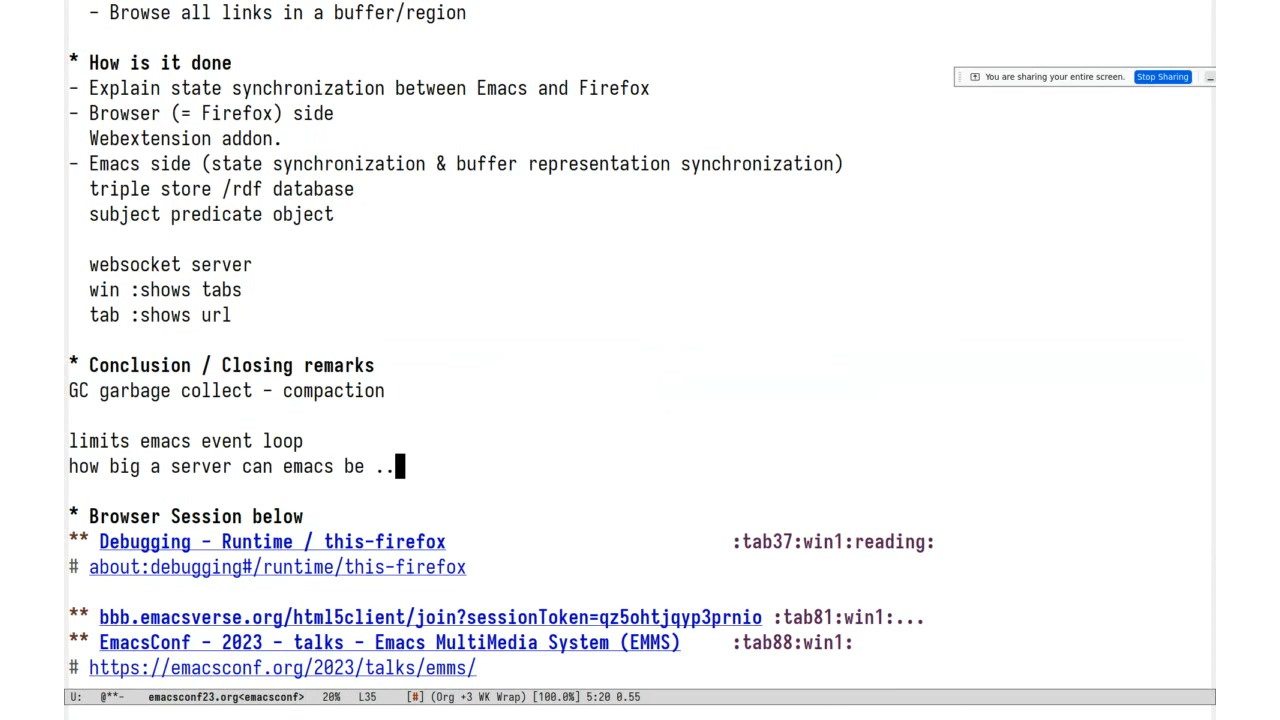 - Browse all links in a buffer/region
* How is it done
You are sharing your entire screen. Stop Sharing
- Explain state synchronization between Emacs and Firefox
- Browser (= Firefox) side
Webextension addon.
- Emacs side (state synchronization & buffer representation synchronization)
triple store /rdf database
subject predicate object
websocket server
win :shows tabs
tab :shows url
* Conclusion / Closing remarks
GC garbage collect - compaction
limits emacs event loop
how big a server can emacs be ..
* Browser Session below
** Debugging - Runtime / this-firefox :tab37:win1:reading:
# about:debugging#/runtime/this-firefox
** bbb.emacsverse.org/html5client/join?sessionToken=qz5ohtjqyp3prnio :tab81:win1:...
** EmacsConf - 2023 - talks - Emacs MultiMedia System (EMMS) :tab88:win1:
# https://emacsconf.org/2023/talks/emms/
U: @**- emacsconf23.org<emacsconf> 20% L35 [#] (Org +3 WK Wrap) [100.0%] 5:20 0.55